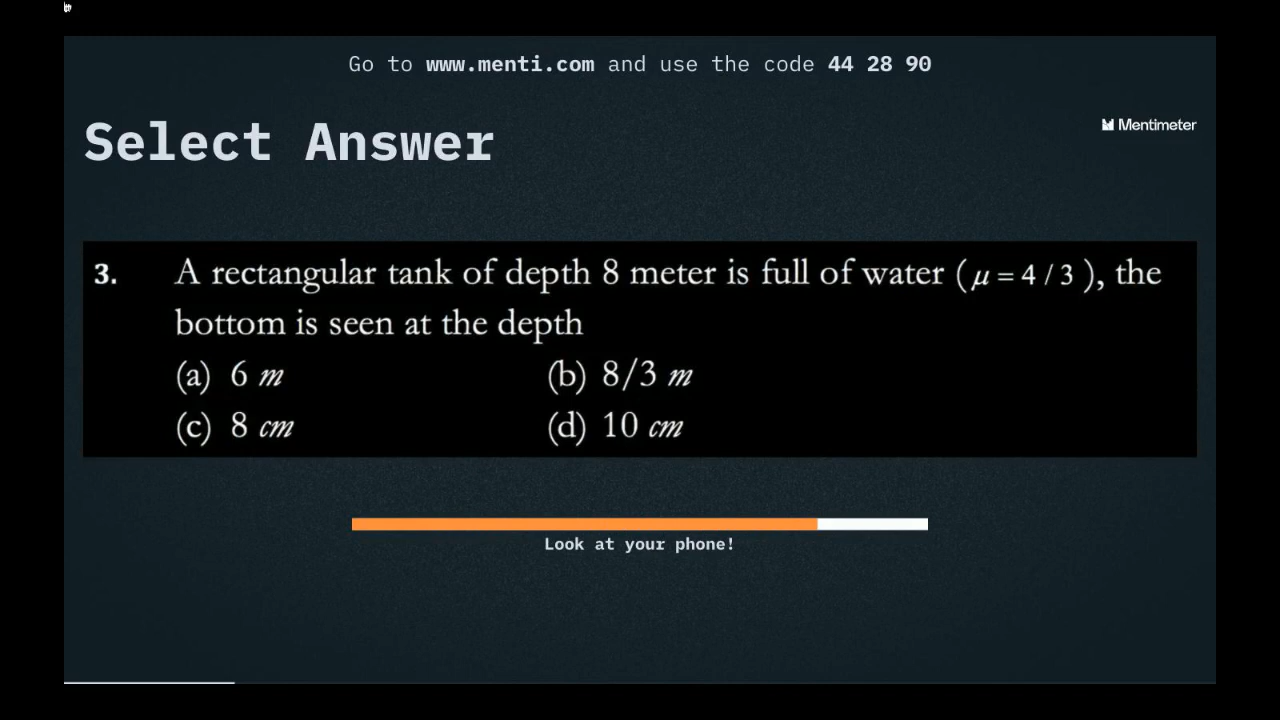 Go to www.menti.com and use the code 44 28 90
Select Answer
Mentimeter
3. A rectangular tank of depth 8 meter is full of water ( μ = 4 / 3 ), the
bottom is seen at the depth
(a) 6 m (b) 8/3 m
(c) 8 cm (d) 10 cm
Look at your phone!